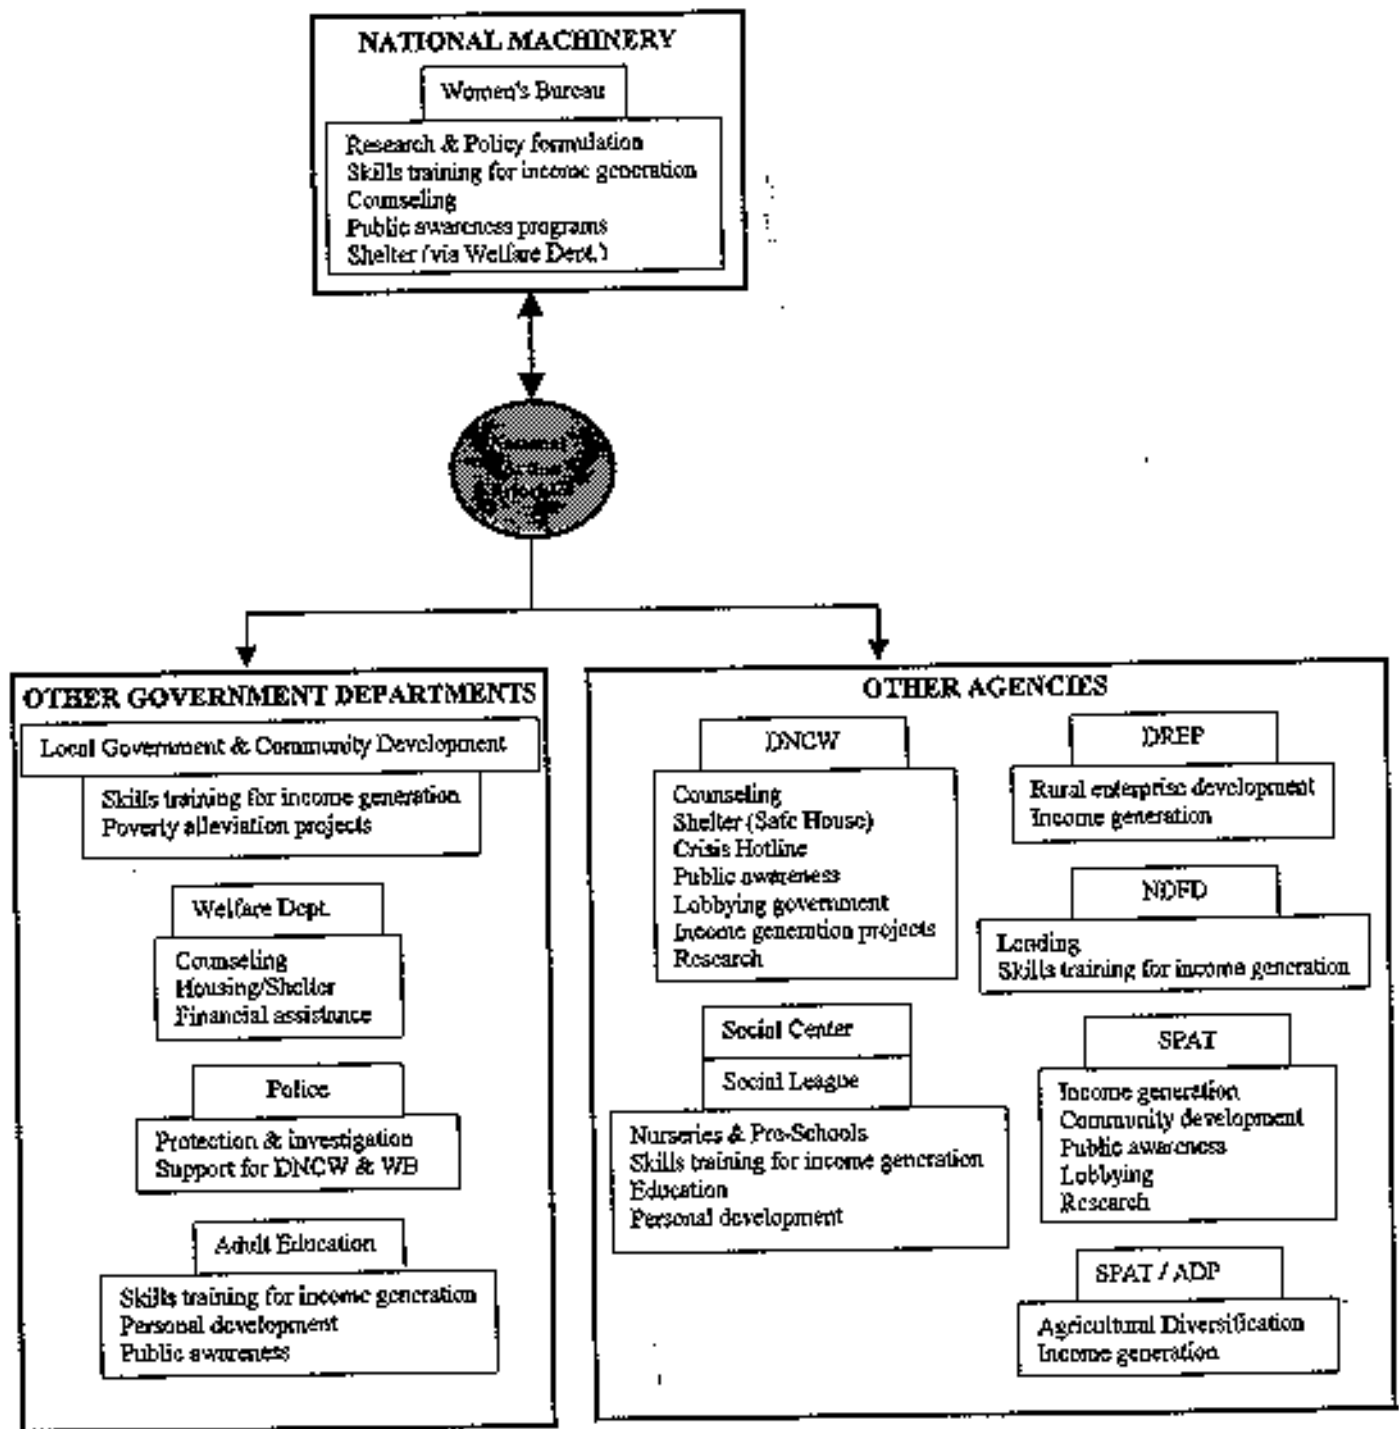 NATIONAL MACHINERY
Women's Bureau
Research & Policy formulation
Skills training for income generation
Counseling
Public awareness programs
Shelter (via Welfare Dept.)
Action
OTHER GOVERNMENT DEPARTMENTS
Local Government & Community Development
Skills training for income generation
Poverty alleviation projects
Welfare Dept.
Counseling
Housing/Shelter
Financial assistance
Police
Protection & investigation
Support for DNCW & WB
Adult Education
Skills training for income generation
Personal development
Public awareness
OTHER AGENCIES
DNCW
Counseling
Shelter (Safe House)
Crisis Hotline
Public awareness
Lobbying government
Income generation projects
Research
Social Center
Social League
Nurseries & Pre-Schools
Skills training for income generation
Education
Personal development
DREP
Rural enterprise development
Income generation
NDFD
Lending
Skills training for income generation
SPAT
Income generation
Community development
Public awareness
Lobbying
Research
SPAT / ADP
Agricultural Diversification
Income generation